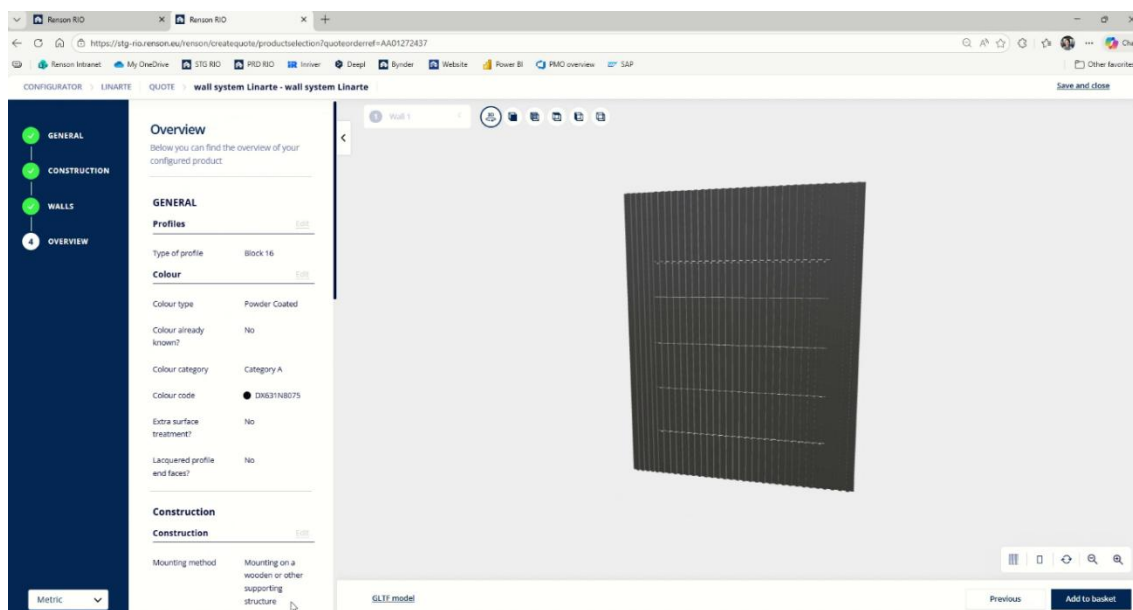 Renson RIO
Renson RIO
https://stg-rio.renson.eu/renson/createquote/productselection?quoteorderref=AA01272437
Renson Intranet My OneDrive STG RIO PRD RIO Inriver Deepl Bynder Website Power BI PMO overview SAP Other favorites
CONFIGURATOR LINARTE QUOTE wall system Linarte - wall system Linarte Save and close
GENERAL
CONSTRUCTION
WALLS
4 OVERVIEW
Metric
Overview
Below you can find the overview of your
configured product
GENERAL
Profiles Edit
Type of profile Block 16
Colour Edit
Colour type Powder Coated
Colour already
known? No
Colour category Category A
Colour code DX631N8075
Extra surface
treatment? No
Lacquered profile
end faces? No
Construction
Construction Edit
Mounting method Mounting on a
wooden or other
supporting
structure
1 Wall 1
3D
GLTF model
Previous Add to basket